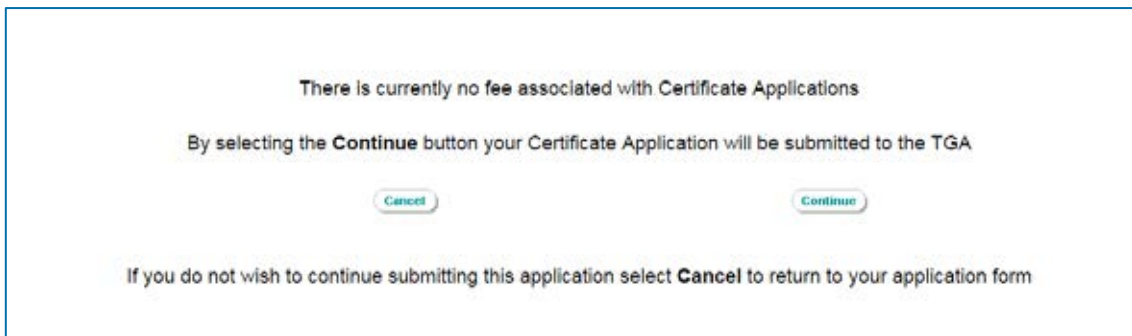 There is currently no fee associated with Certificate Applications
By selecting the Continue button your Certificate Application will be submitted to the TGA
Cancel Continue
If you do not wish to continue submitting this application select Cancel to return to your application form